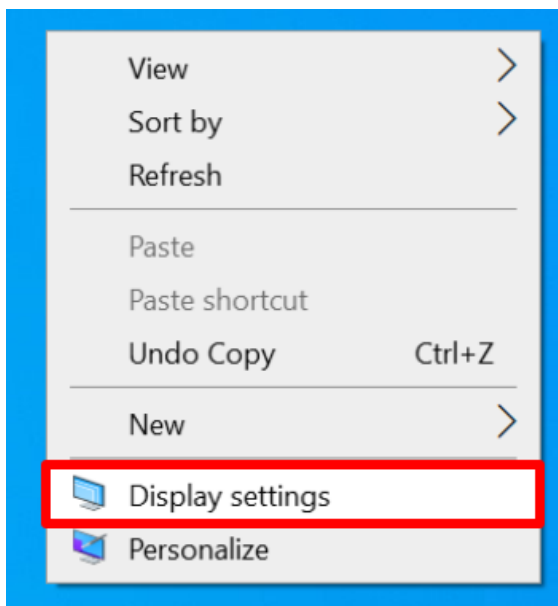 View
Sort by
Refresh
Paste
Paste shortcut
Undo Copy Ctrl+Z
New
Display settings
Personalize